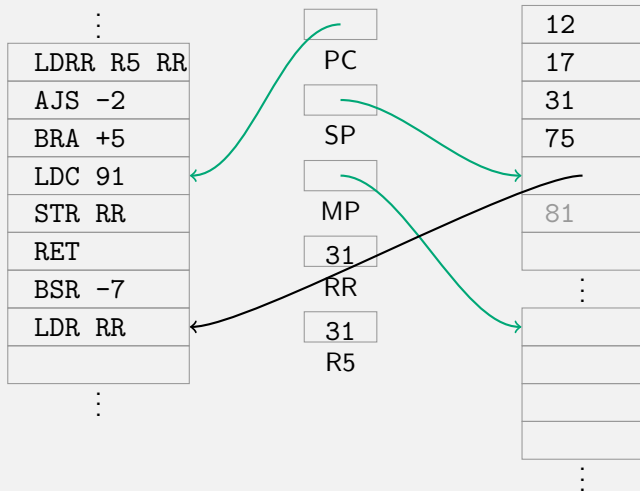 LDRR R5 RR
AJS -2
BRA +5
LDC 91
STR RR
RET
BSR -7
LDR RR
PC
SP
MP
31
RR
31
R5
12
17
31
75
81